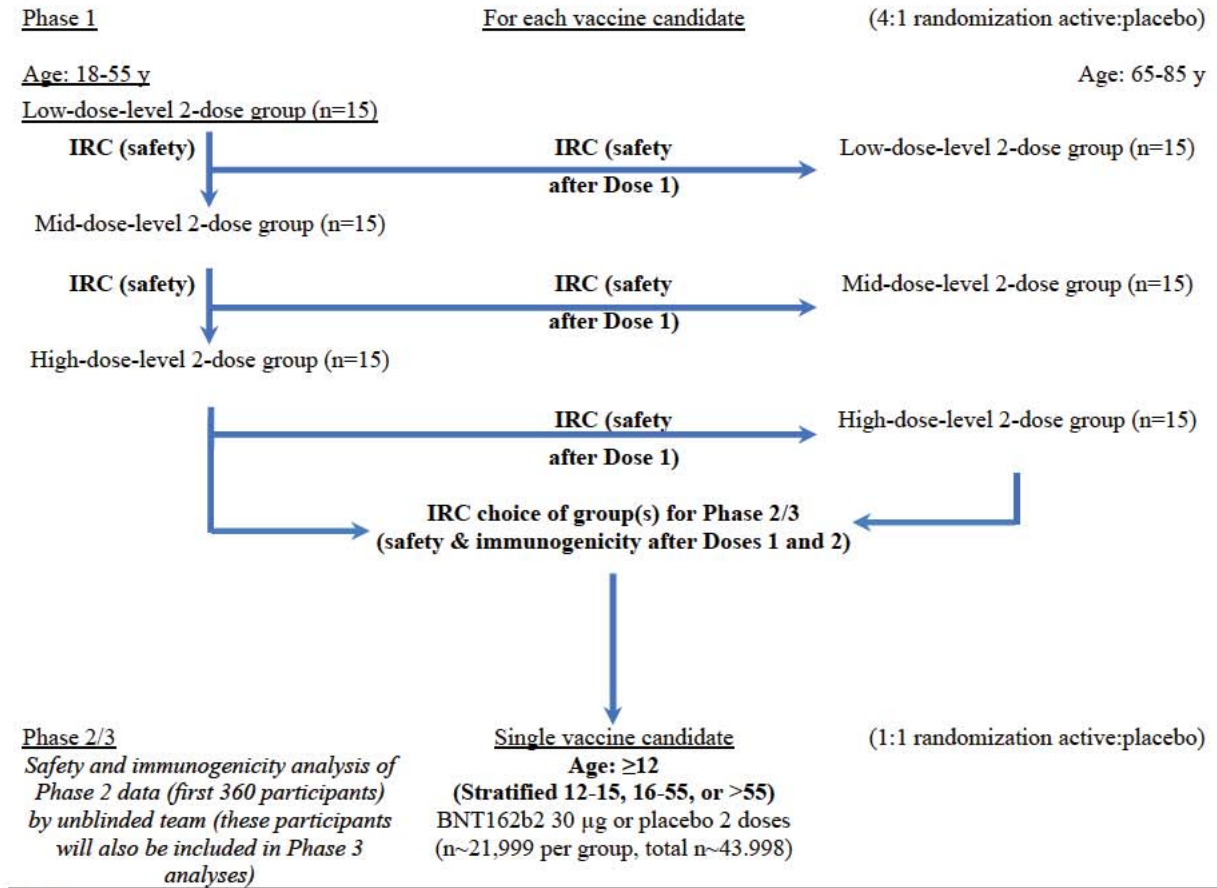 Phase 1 For each vaccine candidate (4:1 randomization active:placebo)
Age: 18-55 y Age: 65-85 y
Low-dose-level 2-dose group (n=15)
IRC (safety) IRC (safety Low-dose-level 2-dose group (n=15)
after Dose 1)
Mid-dose-level 2-dose group (n=15)
IRC (safety) IRC (safety Mid-dose-level 2-dose group (n=15)
after Dose 1)
High-dose-level 2-dose group (n=15)
IRC (safety High-dose-level 2-dose group (n=15)
after Dose 1)
IRC choice of group(s) for Phase 2/3
(safety & immunogenicity after Doses 1 and 2)
Phase 2/3 Single vaccine candidate (1:1 randomization active:placebo)
Safety and immunogenicity analysis of
Phase 2 data (first 360 participants)
by unblinded team (these participants
will also be included in Phase 3
analyses)
Age: ≥12
(Stratified 12-15, 16-55, or >55)
BNT162b2 30 µg or placebo 2 doses
(n~21,999 per group, total n~43.998)